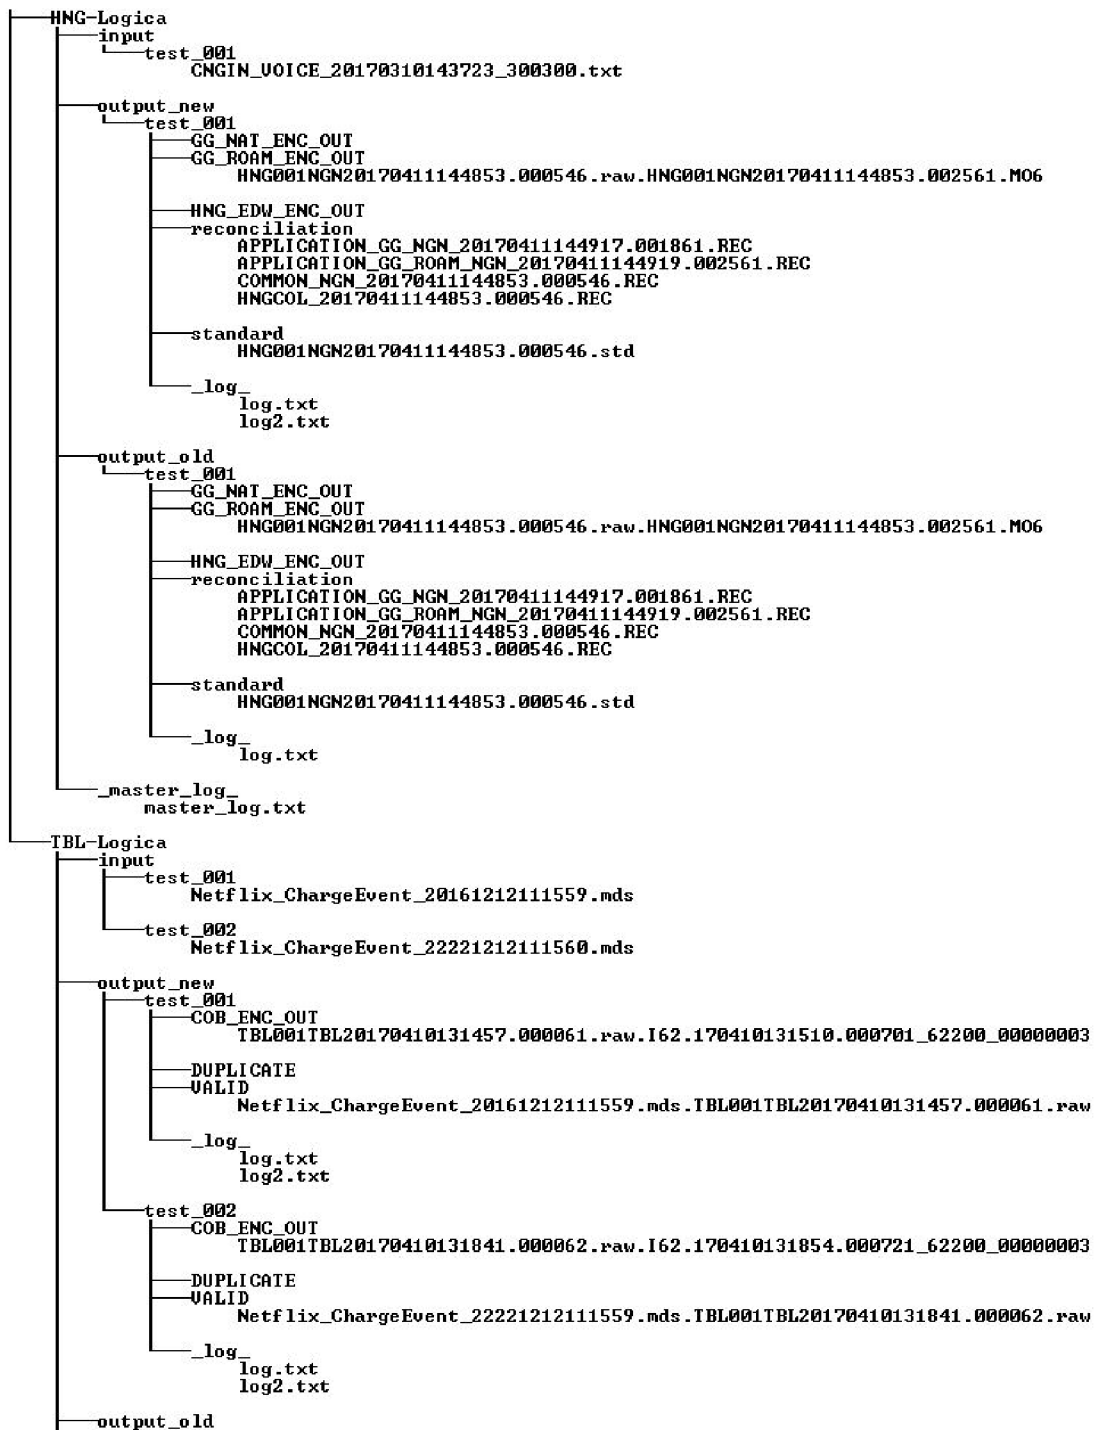 HNG-Logica
input
test_001
CNGIN_VOICE_20170310143723_300300.txt
output_new
test_001
GG_NAT_ENC_OUT
GG_ROAM_ENC_OUT
HNG001NGN20170411144853.000546.raw.HNG001NGN20170411144853.002561.MO6
HNG_EDW_ENC_OUT
reconciliation
APPLICATION_GG_NGN_20170411144917.001861.REC
APPLICATION_GG_ROAM_NGN_20170411144919.002561.REC
COMMON_NGN_20170411144853.000546.REC
HNGCOL_20170411144853.000546.REC
standard
HNG001NGN20170411144853.000546.std
_log_
log.txt
log2.txt
output_old
test_001
GG_NAT_ENC_OUT
GG_ROAM_ENC_OUT
HNG001NGN20170411144853.000546.raw.HNG001NGN20170411144853.002561.MO6
HNG_EDW_ENC_OUT
reconciliation
APPLICATION_GG_NGN_20170411144917.001861.REC
APPLICATION_GG_ROAM_NGN_20170411144919.002561.REC
COMMON_NGN_20170411144853.000546.REC
HNGCOL_20170411144853.000546.REC
standard
HNG001NGN20170411144853.000546.std
_log_
log.txt
_master_log_
master_log.txt
TBL-Logica
input
test_001
Netflix_ChargeEvent_20161212111559.mds
test_002
Netflix_ChargeEvent_22221212111560.mds
output_new
test_001
COB_ENC_OUT
TBL001TBL20170410131457.000061.raw.I62.170410131510.000701_62200_00000003
DUPLICATE
VALID
Netflix_ChargeEvent_20161212111559.mds.TBL001TBL20170410131457.000061.raw
_log_
log.txt
log2.txt
test_002
COB_ENC_OUT
TBL001TBL20170410131841.000062.raw.I62.170410131854.000721_62200_00000003
DUPLICATE
VALID
Netflix_ChargeEvent_22221212111559.mds.TBL001TBL20170410131841.000062.raw
_log_
log.txt
log2.txt
output_old